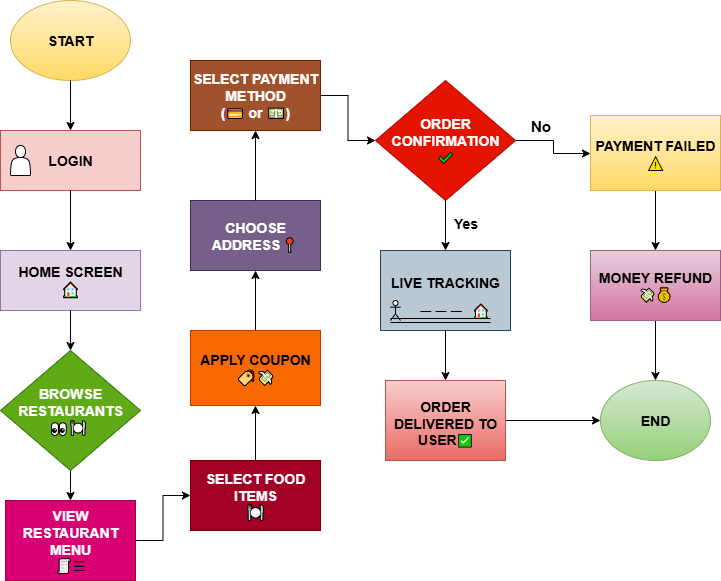 START
LOGIN
HOME SCREEN
BROWSE
RESTAURANTS
VIEW
RESTAURANT
MENU
SELECT FOOD
ITEMS
APPLY COUPON
CHOOSE
ADDRESS
SELECT PAYMENT
METHOD
( or )
ORDER
CONFIRMATION
No
Yes
PAYMENT FAILED
MONEY REFUND
LIVE TRACKING
ORDER
DELIVERED TO
USER
END